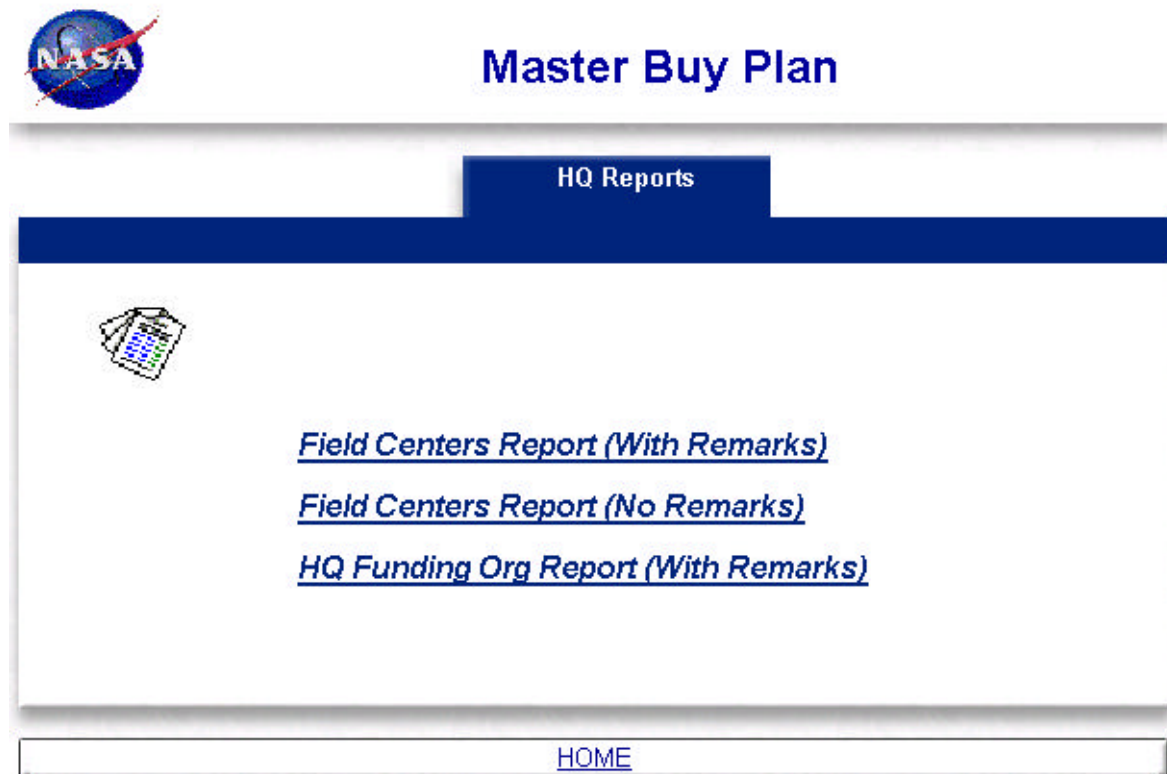 NASA
Master Buy Plan
HQ Reports
Field Centers Report (With Remarks)
Field Centers Report (No Remarks)
HQ Funding Org Report (With Remarks)
HOME